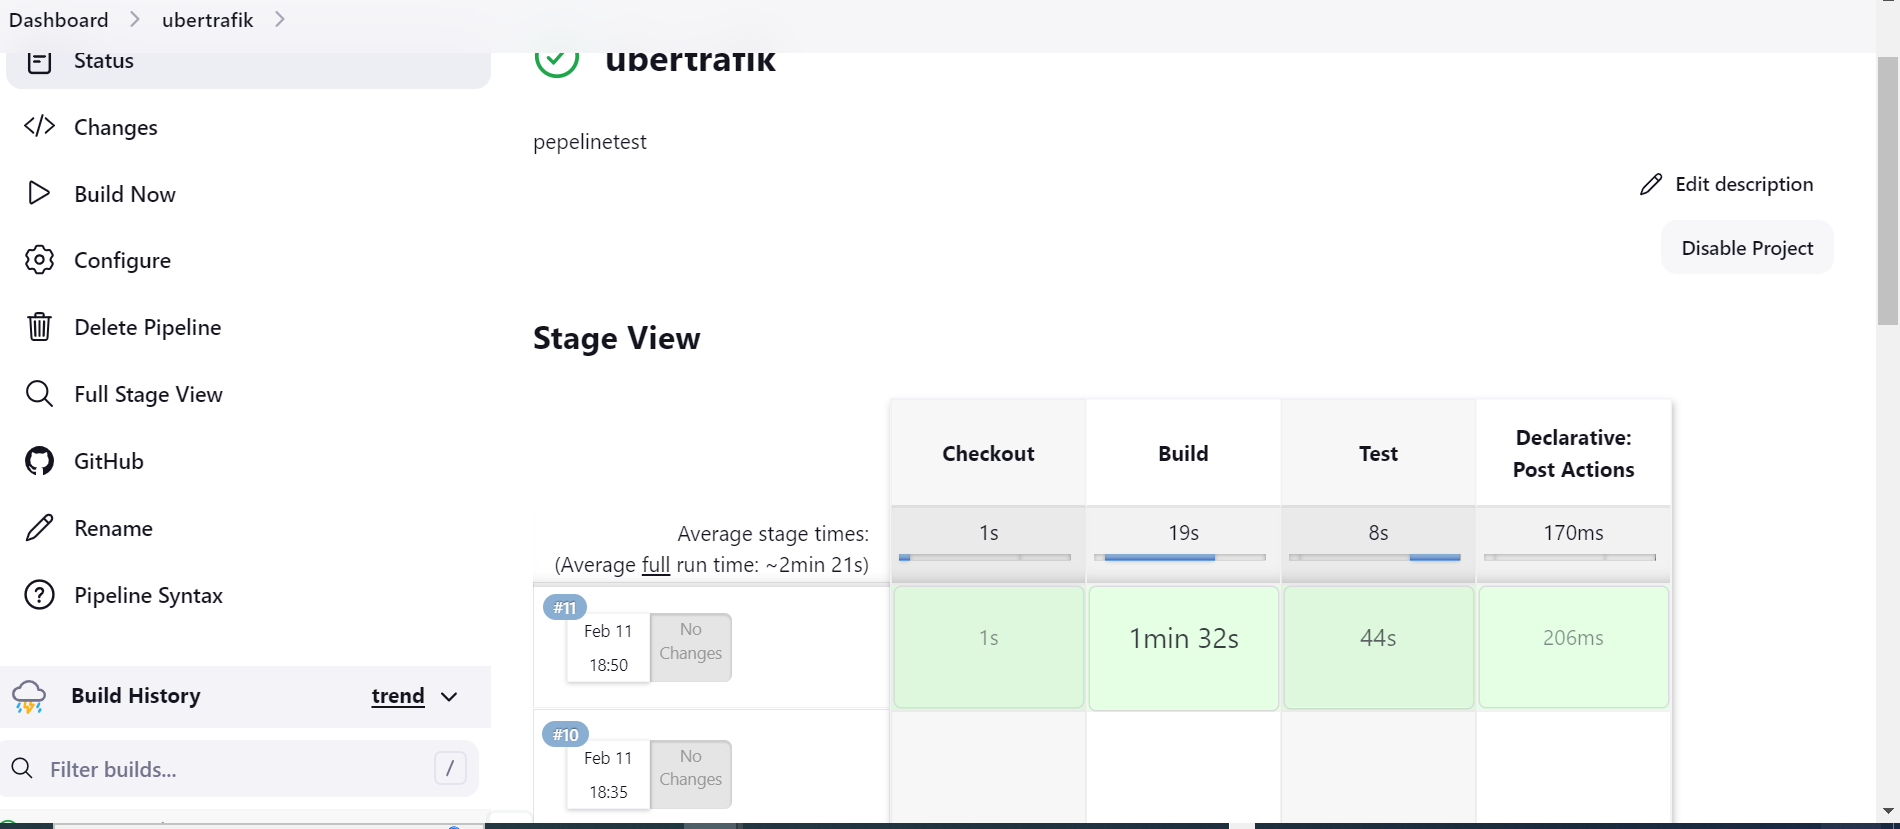 Dashboard
ubertrafik
Status
Changes
Build Now
Configure
Delete Pipeline
Full Stage View
GitHub
Rename
Pipeline Syntax
Build History
trend
Filter builds...
/
ubertrafik
pepelinetest
Edit description
Disable Project
Stage View
Checkout
Build
Test
Declarative:
Post Actions
Average stage times:
(Average full run time: ~2min 21s)
1s
19s
8s
170ms
#11
Feb 11
18:50
No
Changes
1s
1min 32s
44s
206ms
#10
Feb 11
18:35
No
Changes